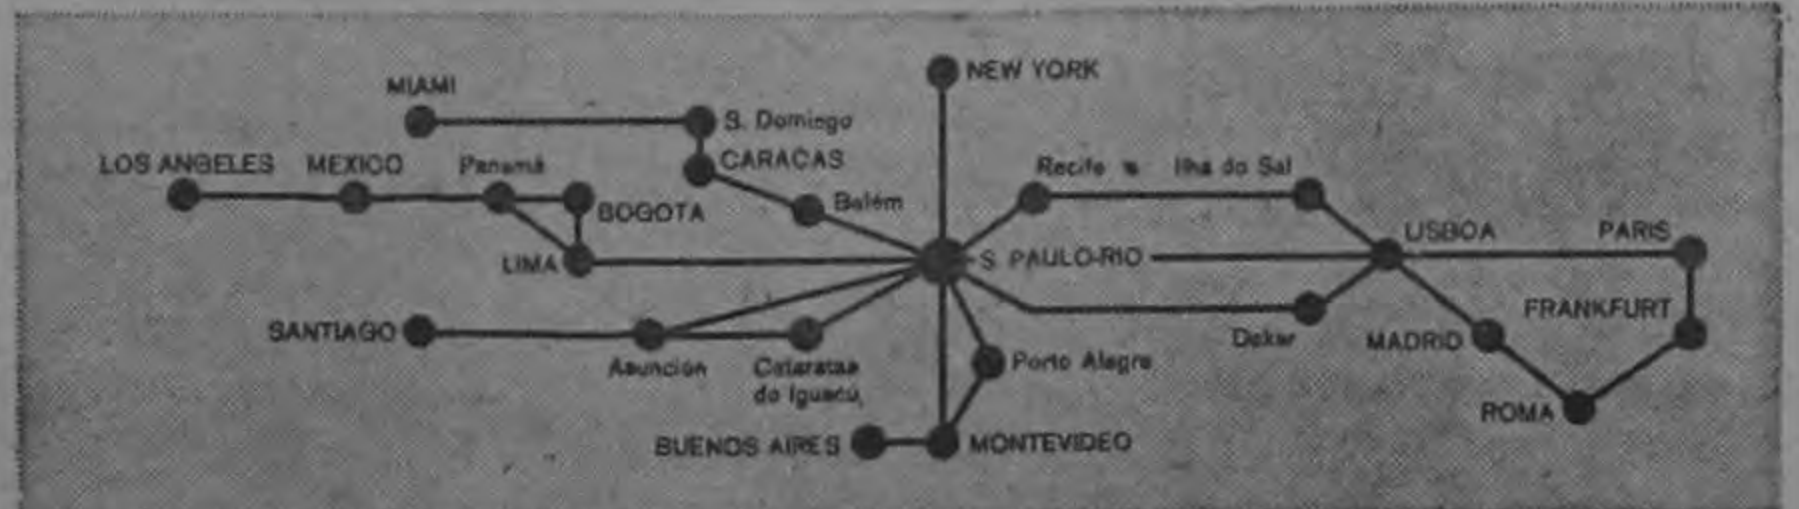 NEW YORK
MIAMI
S. Domingo
LOS ANGELES MEXICO Panamá CARACAS Recife Ilha do Sal
BOGOTA Belém LISBOA PARIS
LIMA S. PAULO-RIO
SANTIAGO Dakar MADRID FRANKFURT
Asunción Cataratas Porto Alegre
do Iguacú
ROMA
BUENOS AIRES MONTEVIDEO